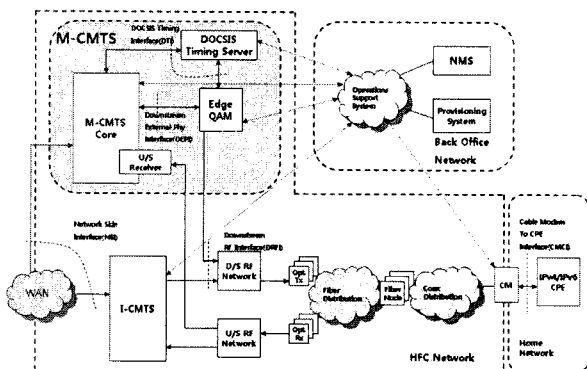 M-CMTS
DOCSIS Timing
Interface(DTI)
DOCSIS
Timing Server
M-CMTS
Core
Edge
QAM
Downstream
External Phy
Interface(DEPI)
U/S
Receiver
Operations
Support
System
NMS
Provisioning
System
Back Office
Network
Network Side
Interface(NSI)
Downstream
RF Interface(DRFI)
Cable Modem
To CPE
Interface(CMCI)
WAN
I-CMTS
D/S RF
Network
U/S RF
Network
Opt
Tx
Opt
Rx
Fiber
Distribution
Fiber
Node
Coax
Distribution
CM
IPv4/IPv6
CPE
HFC Network
Home
Network